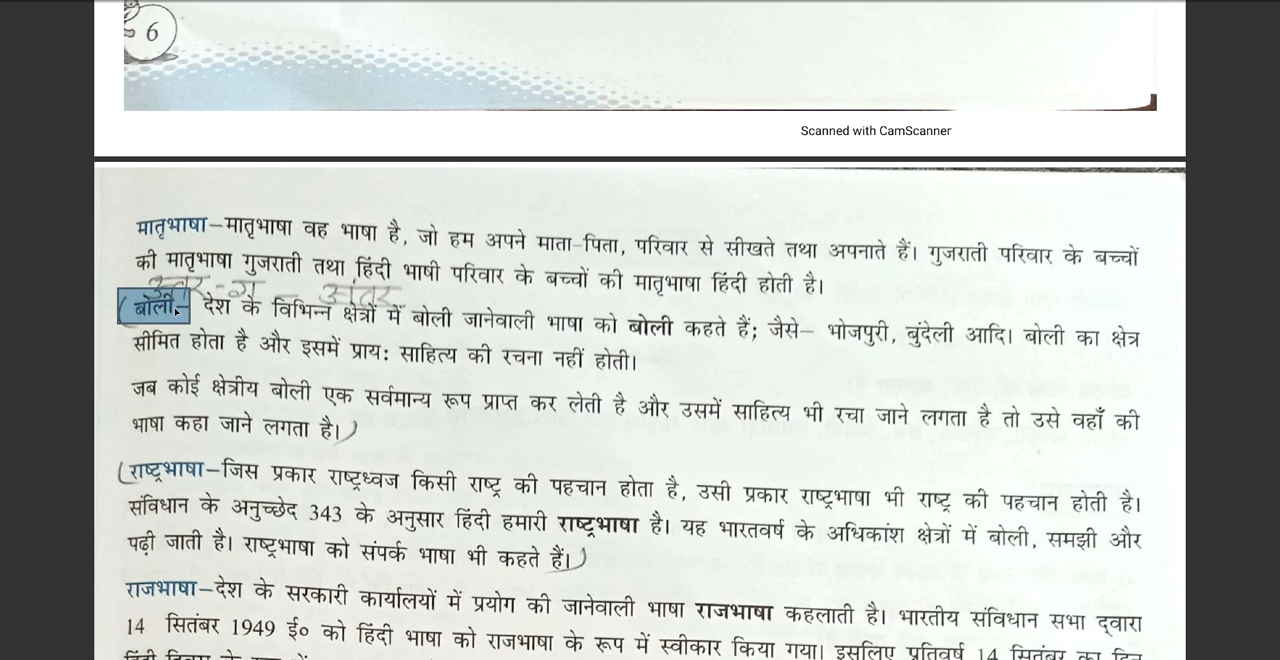 6
Scanned with CamScanner
मातृभाषा–मातृभाषा वह भाषा है, जो हम अपने माता-पिता, परिवार से सीखते तथा अपनाते हैं। गुजराती परिवार के बच्चों
की मातृभाषा गुजराती तथा हिंदी भाषी परिवार के बच्चों की मातृभाषा हिंदी होती है।
उत्तर-ग अंतर
(बोली– देश के विभिन्न क्षेत्रों में बोली जानेवाली भाषा को बोली कहते हैं; जैसे– भोजपुरी, बुंदेली आदि। बोली का क्षेत्र
सीमित होता है और इसमें प्राय: साहित्य की रचना नहीं होती।
जब कोई क्षेत्रीय बोली एक सर्वमान्य रूप प्राप्त कर लेती है और उसमें साहित्य भी रचा जाने लगता है तो उसे वहाँ की
भाषा कहा जाने लगता है।)
(राष्ट्रभाषा–जिस प्रकार राष्ट्रध्वज किसी राष्ट्र की पहचान होता है, उसी प्रकार राष्ट्रभाषा भी राष्ट्र की पहचान होती है।
संविधान के अनुच्छेद 343 के अनुसार हिंदी हमारी राष्ट्रभाषा है। यह भारतवर्ष के अधिकांश क्षेत्रों में बोली, समझी और
पढ़ी जाती है। राष्ट्रभाषा को संपर्क भाषा भी कहते हैं।)
राजभाषा–देश के सरकारी कार्यालयों में प्रयोग की जानेवाली भाषा राजभाषा कहलाती है। भारतीय संविधान सभा द्वारा
14 सितंबर 1949 ई० को हिंदी भाषा को राजभाषा के रूप में स्वीकार किया गया। इसलिए प्रतिवर्ष 14 सितंबर का दिन